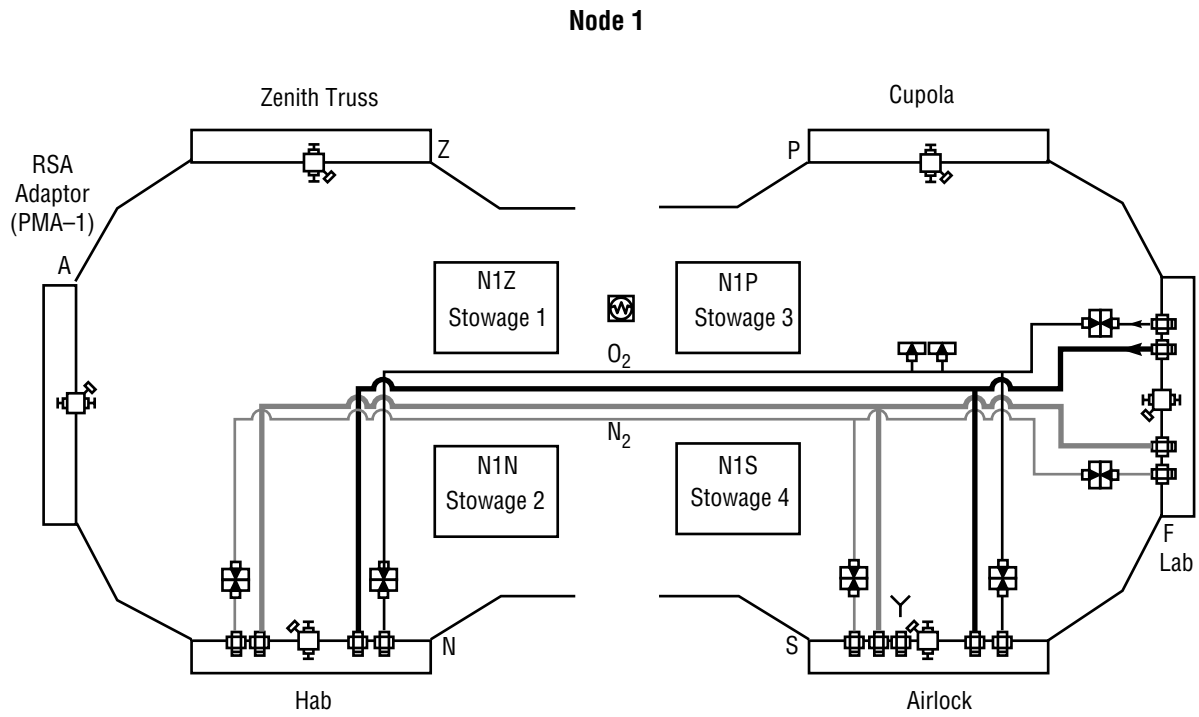 Node 1
Zenith Truss
Cupola
Z
P
RSA
Adaptor
(PMA–1)
A
N1Z
Stowage 1
N1P
Stowage 3
O2
N2
N1N
Stowage 2
N1S
Stowage 4
F
Lab
N
S
Hab
Airlock